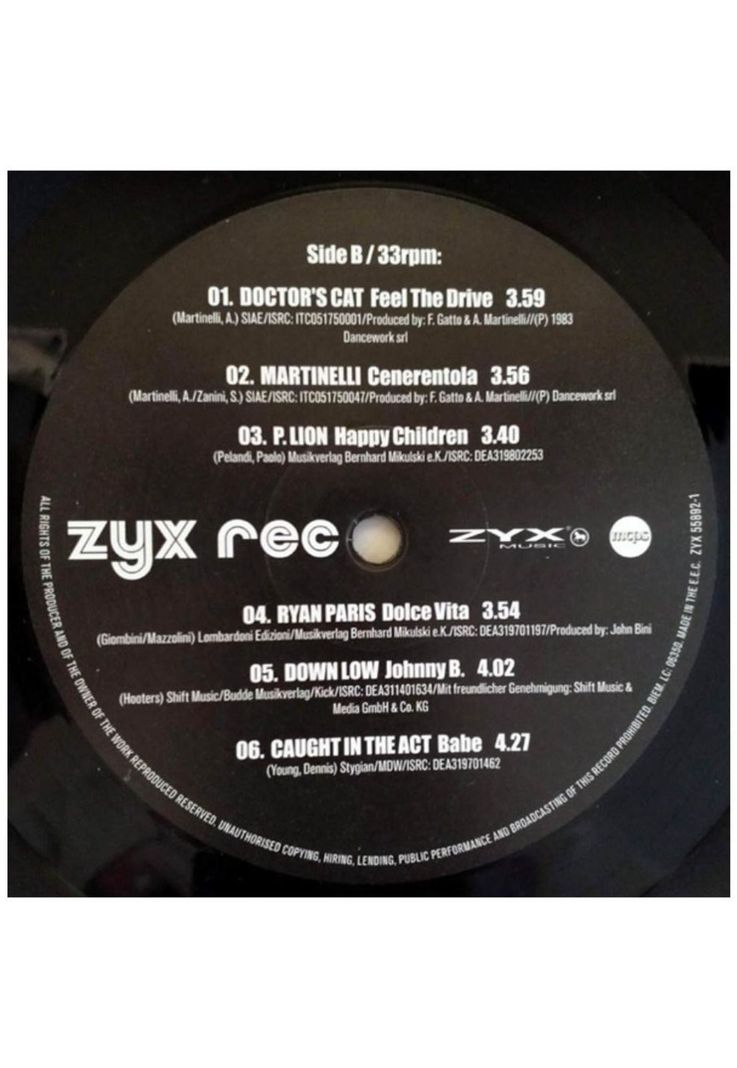 Side B / 33rpm:
01. DOCTOR'S CAT Feel The Drive 3.59
(Martinelli, A.) SIAE/ISRC: ITC051750001/Produced by: F. Gatto & A. Martinelli//(P) 1983
Dancework srl
02. MARTINELLI Cenerentola 3.56
(Martinelli, A./Zanini, S.) SIAE/ISRC: ITC051750047/Produced by: F. Gatto & A. Martinelli//(P) Dancework srl
03. P. LION Happy Children 3.40
(Pelandi, Paolo) Musikverlag Bernhard Mikulski e.K./ISRC: DEA319802253
zyx rec
ZYX®
MUSIC
mcps
04. RYAN PARIS Dolce Vita 3.54
(Giombini/Mazzolini) Lombardoni Edizioni/Musikverlag Bernhard Mikulski e.K./ISRC: DEA319701197/Produced by: John Bini
05. DOWN LOW Johnny B. 4.02
(Hooters) Shift Music/Budde Musikverlag/Kick/ISRC: DEA311401634/Mit freundlicher Genehmigung: Shift Music &
Media GmbH & Co. KG
06. CAUGHT IN THE ACT Babe 4.27
(Young, Dennis) Stygian/MDW/ISRC: DEA319701462
ALL RIGHTS OF THE PRODUCER AND OF THE OWNER OF THE WORK REPRODUCED RESERVED. UNAUTHORISED COPYING, HIRING, LENDING, PUBLIC PERFORMANCE AND BROADCASTING OF THIS RECORD PROHIBITED. BIEM. LC: 06350. MADE IN THE E.E.C. ZYX 55892-1